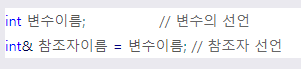 int 변수이름;                // 변수의 선언
int& 참조자이름 = 변수이름; // 참조자 선언